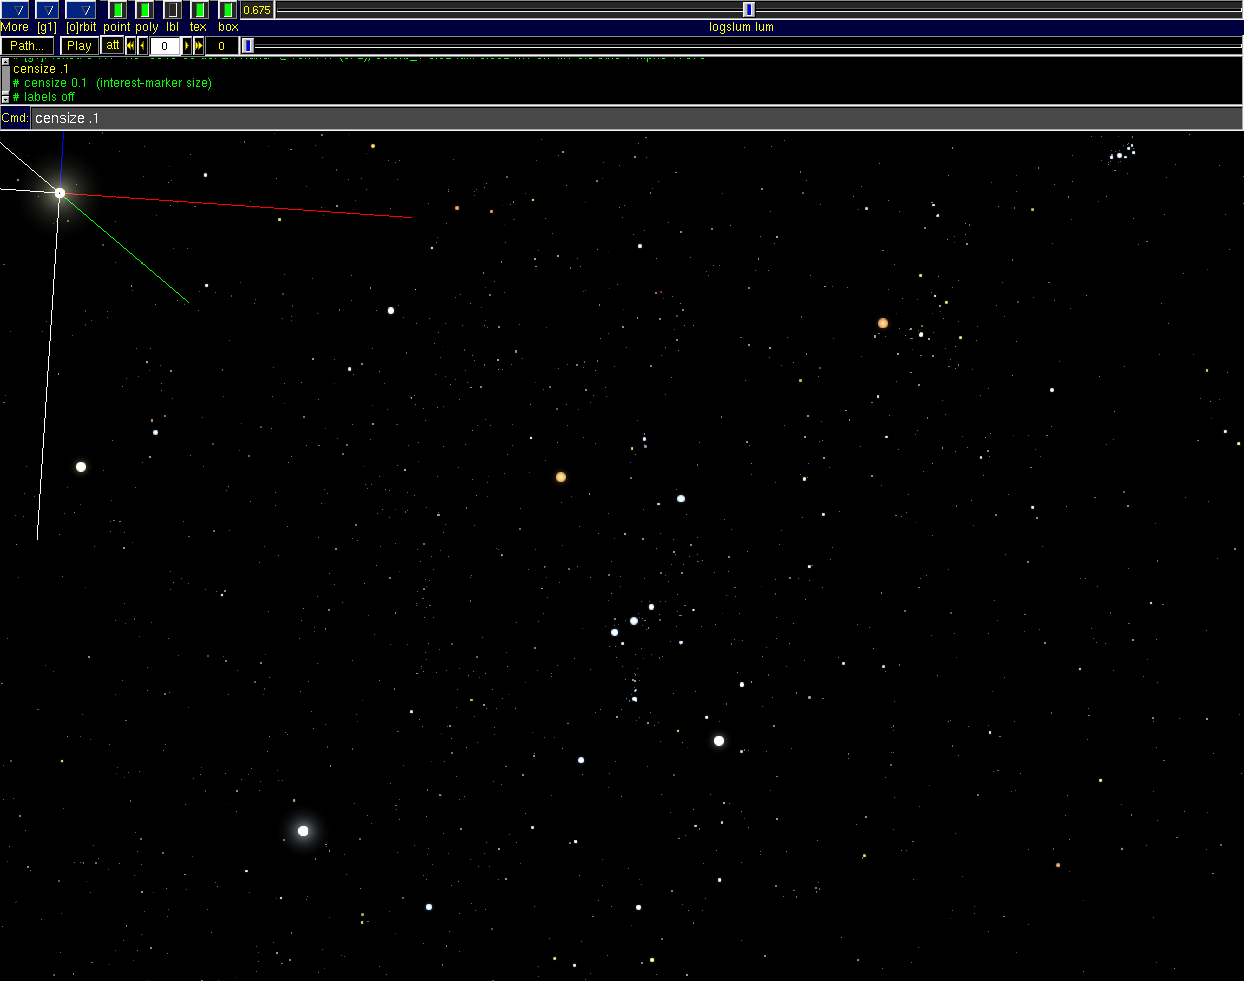 0.675
More [g1] [o]rbit point poly lbl tex box logslum lum
Path... Play att 0 0
censize .1
# censize 0.1 (interest-marker size)
# labels off
Cmd: censize .1